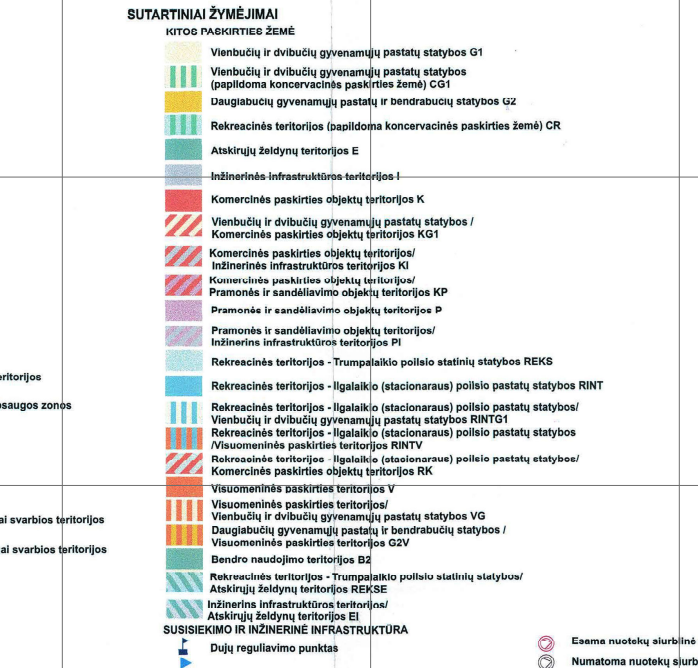 SUTARTINIAI ŽYMĖJIMAI
KITOS PASKIRTIES ŽEMĖ
Vienbučių ir dvibučių gyvenamųjų pastatų statybos G1
Vienbučių ir dvibučių gyvenamųjų pastatų statybos
(papildoma koncervacinės paskirties žemė) CG1
Daugiabučių gyvenamųjų pastatų ir bendrabučių statybos G2
Rekreacinės teritorijos (papildoma koncervacinės paskirties žemė) CR
Atskirųjų želdynų teritorijos E
Inžinerinės infrastruktūros teritorijos I
Komercinės paskirties objektų teritorijos K
Vienbučių ir dvibučių gyvenamųjų pastatų statybos /
Komercinės paskirties objektų teritorijos KG1
Komercinės paskirties objektų teritorijos/
Inžinerinės infrastruktūros teritorijos KI
Komercinės paskirties objektų teritorijos/
Pramonės ir sandėliavimo objektų teritorijos KP
Pramonės ir sandėliavimo objektų teritorijos P
Pramonės ir sandėliavimo objektų teritorijos/
Inžinerins infrastruktūros teritorijos PI
Rekreacinės teritorijos - Trumpalaikio poilsio statinių statybos REKS
eritorijos
Rekreacinės teritorijos - Ilgalaikio (stacionaraus) poilsio pastatų statybos RINT
saugos zonos
Rekreacinės teritorijos - Ilgalaikio (stacionaraus) poilsio pastatų statybos/
Vienbučių ir dvibučių gyvenamųjų pastatų statybos RINTG1
Rekreacinės teritorijos - Ilgalaikio (stacionaraus) poilsio pastatų statybos
/Visuomeninės paskirties teritorijos RINTV
Rekreacinės teritorijos - Ilgalaikio (stacionaraus) poilsio pastatų statybos/
Komercinės paskirties objektų teritorijos RK
Visuomeninės paskirties teritorijos V
Visuomeninės paskirties teritorijos/
Vienbučių ir dvibučių gyvenamųjų pastatų statybos VG
ai svarbios teritorijos
Daugiabučių gyvenamųjų pastatų ir bendrabučių statybos /
Visuomeninės paskirties teritorijos G2V
ai svarbios teritorijos
Bendro naudojimo teritorijos B2
Rekreacinės teritorijos - Trumpalaikio poilsio statinių statybos/
Atskirųjų želdynų teritorijos REKSE
Inžinerins infrastruktūros teritorijos/
Atskirųjų želdynų teritorijos EI
SUSISIEKIMO IR INŽINERINĖ INFRASTRUKTŪRA
Dujų reguliavimo punktas
Esama nuotekų siurblinė
Numatoma nuotekų siurb